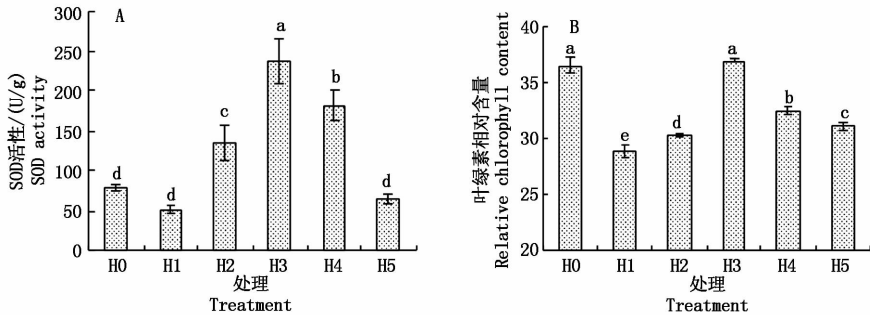 A
SOD活性/(U/g)
SOD activity
300
250
200
150
100
50
0
d
d
c
a
b
d
H0 H1 H2 H3 H4 H5
处理
Treatment
B
叶绿素相对含量
Relative chlorophyll content
40
35
30
25
20
a
e
d
a
b
c
H0 H1 H2 H3 H4 H5
处理
Treatment